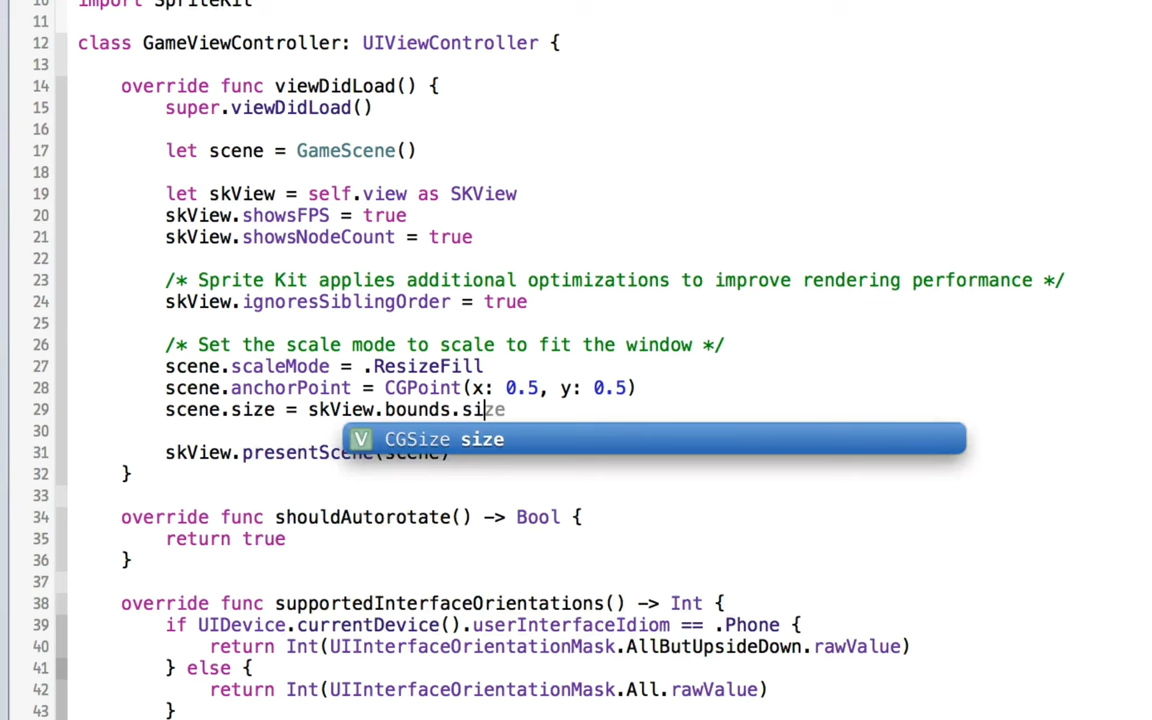 10 import SpriteKit
11
12 class GameViewController: UIViewController {
13
14 override func viewDidLoad() {
15 super.viewDidLoad()
16
17 let scene = GameScene()
18
19 let skView = self.view as SKView
20 skView.showsFPS = true
21 skView.showsNodeCount = true
22
23 /* Sprite Kit applies additional optimizations to improve rendering performance */
24 skView.ignoresSiblingOrder = true
25
26 /* Set the scale mode to scale to fit the window */
27 scene.scaleMode = .ResizeFill
28 scene.anchorPoint = CGPoint(x: 0.5, y: 0.5)
29 scene.size = skView.bounds.size
30
V CGSize size
31 skView.presentScene(scene)
32 }
33
34 override func shouldAutorotate() -> Bool {
35 return true
36 }
37
38 override func supportedInterfaceOrientations() -> Int {
39 if UIDevice.currentDevice().userInterfaceIdiom == .Phone {
40 return Int(UIInterfaceOrientationMask.AllButUpsideDown.rawValue)
41 } else {
42 return Int(UIInterfaceOrientationMask.All.rawValue)
43 }